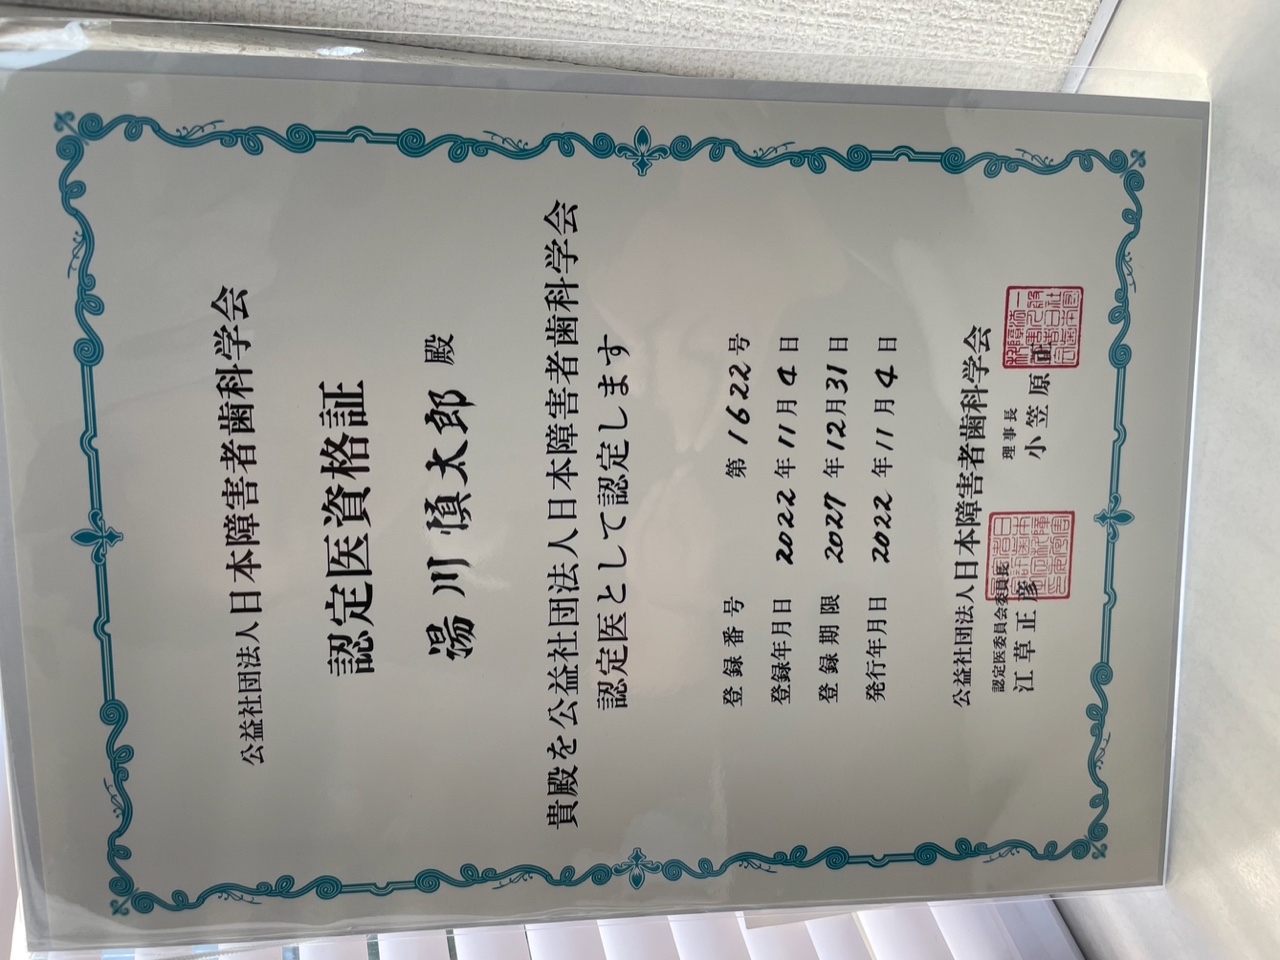 公益社団法人日本障害者歯科学会
認定医資格証
湯川慎太郎 殿
貴殿を公益社団法人日本障害者歯科学会
認定医として認定します
登録番号 第1622号
登録年月日 2022年11月4日
登録期限 2027年12月31日
発行年月日 2022年11月4日
公益社団法人日本障害者歯科学会
認定医委員会委員長 理事長
江草正彦 小笠原正